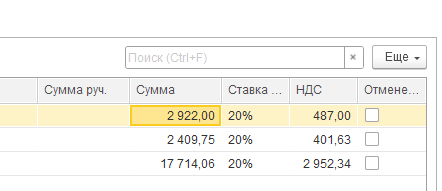 Поиск (Ctrl+F) × Еще
Сумма руч. Сумма Ставка ... НДС Отмене...
2 922,00 20% 487,00
2 409,75 20% 401,63
17 714,06 20% 2 952,34